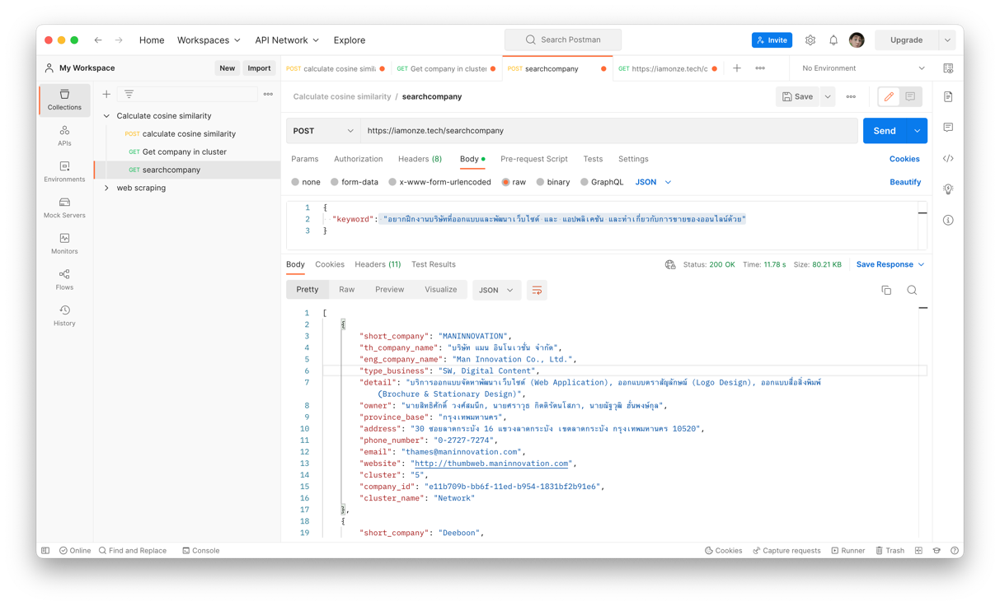 Home Workspaces API Network Explore Search Postman Invite Upgrade
My Workspace New Import POST calculate cosine simil GET Get company in cluster POST searchcompany GET https://iamonze.tech/c No Environment
Collections
Calculate cosine similarity / searchcompany Save
Calculate cosine similarity
POST calculate cosine similarity
GET Get company in cluster
GET searchcompany
web scraping
APIs
Environments
Mock Servers
Monitors
Flows
History
POST https://iamonze.tech/searchcompany Send
Params Authorization Headers (8) Body Pre-request Script Tests Settings Cookies
none form-data x-www-form-urlencoded raw binary GraphQL JSON Beautify
1 {
2 "keyword": "อยากฝึกงานบริษัทที่ออกแบบและพัฒนาเว็บไซต์ และ แอปพลิเคชัน และทำเกี่ยวกับการขายของออนไลน์ด้วย"
3 }
Body Cookies Headers (11) Test Results Status: 200 OK Time: 11.78 s Size: 80.21 KB Save Response
Pretty Raw Preview Visualize JSON
1 [
2 {
3 "short_company": "MANINNOVATION",
4 "th_company_name": "บริษัท แมน อินโนเวชั่น จำกัด",
5 "eng_company_name": "Man Innovation Co., Ltd.",
6 "type_business": "SW, Digital Content",
7 "detail": "บริการออกแบบจัดหาพัฒนาเว็บไซต์ (Web Application), ออกแบบตราสัญลักษณ์ (Logo Design), ออกแบบสื่อสิ่งพิมพ์
(Brochure & Stationary Design)",
8 "owner": "นายสิทธิศักดิ์ วงศ์สมนึก, นายศราวุธ กิตติรัตนโสภา, นายณัฐวุฒิ ฮั่นพงษ์กุล",
9 "province_base": "กรุงเทพมหานคร",
10 "address": "30 ซอยลาดกระบัง 16 แขวงลาดกระบัง เขตลาดกระบัง กรุงเทพมหานคร 10520",
11 "phone_number": "0-2727-7274",
12 "email": "thames@maninnovation.com",
13 "website": "http://thumbweb.maninnovation.com",
14 "cluster": "5",
15 "company_id": "e11b709b-bb6f-11ed-b954-1831bf2b91e6",
16 "cluster_name": "Network"
17 },
18 {
19 "short_company": "Deeboon",
Online Find and Replace Console Cookies Capture requests Runner Trash